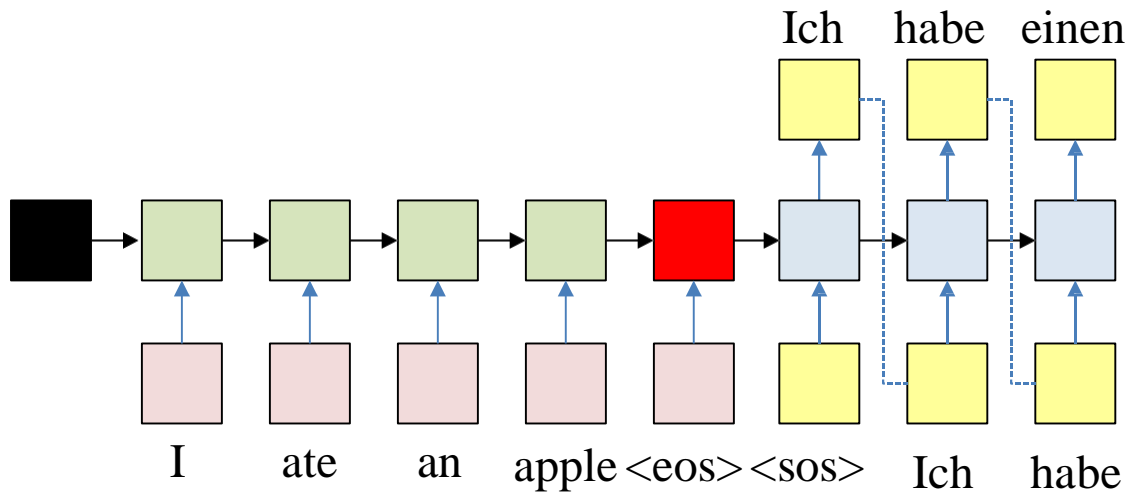 Ich habe einen
I ate an apple <eos> <sos> Ich habe